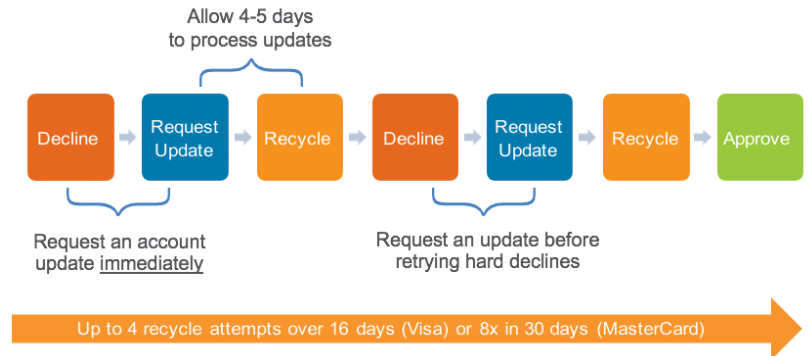 Allow 4-5 days
to process updates
Decline
Request
Update
Recycle
Decline
Request
Update
Recycle
Approve
Request an account
update immediately
Request an update before
retrying hard declines
Up to 4 recycle attempts over 16 days (Visa) or 8x in 30 days (MasterCard)